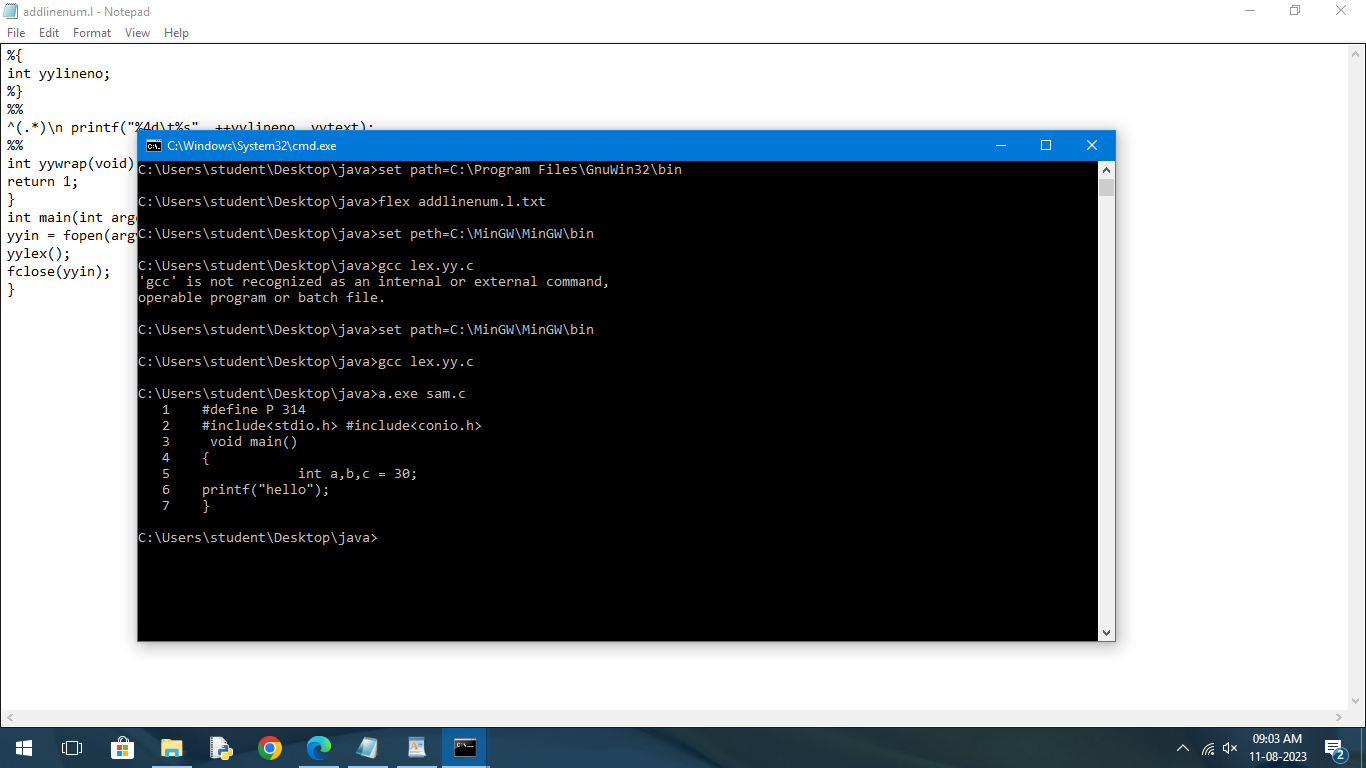 addlinenum.l - Notepad
File Edit Format View Help
%{
int yylineno;
%}
%%
^(.*)\n printf("%4d\t%s", ++yylineno, yytext);
%%
int yywrap(void)
return 1;
}
int main(int arg
yyin = fopen(arg
yylex();
fclose(yyin);
}
C:\Windows\System32\cmd.exe
C:\Users\student\Desktop\java>set path=C:\Program Files\GnuWin32\bin
C:\Users\student\Desktop\java>flex addlinenum.l.txt
C:\Users\student\Desktop\java>set peth=C:\MinGW\MinGW\bin
C:\Users\student\Desktop\java>gcc lex.yy.c
'gcc' is not recognized as an internal or external command,
operable program or batch file.
C:\Users\student\Desktop\java>set path=C:\MinGW\MinGW\bin
C:\Users\student\Desktop\java>gcc lex.yy.c
C:\Users\student\Desktop\java>a.exe sam.c
1 #define P 314
2 #include<stdio.h> #include<conio.h>
3 void main()
4 {
5 int a,b,c = 30;
6 printf("hello");
7 }
C:\Users\student\Desktop\java>
09:03 AM
11-08-2023
2